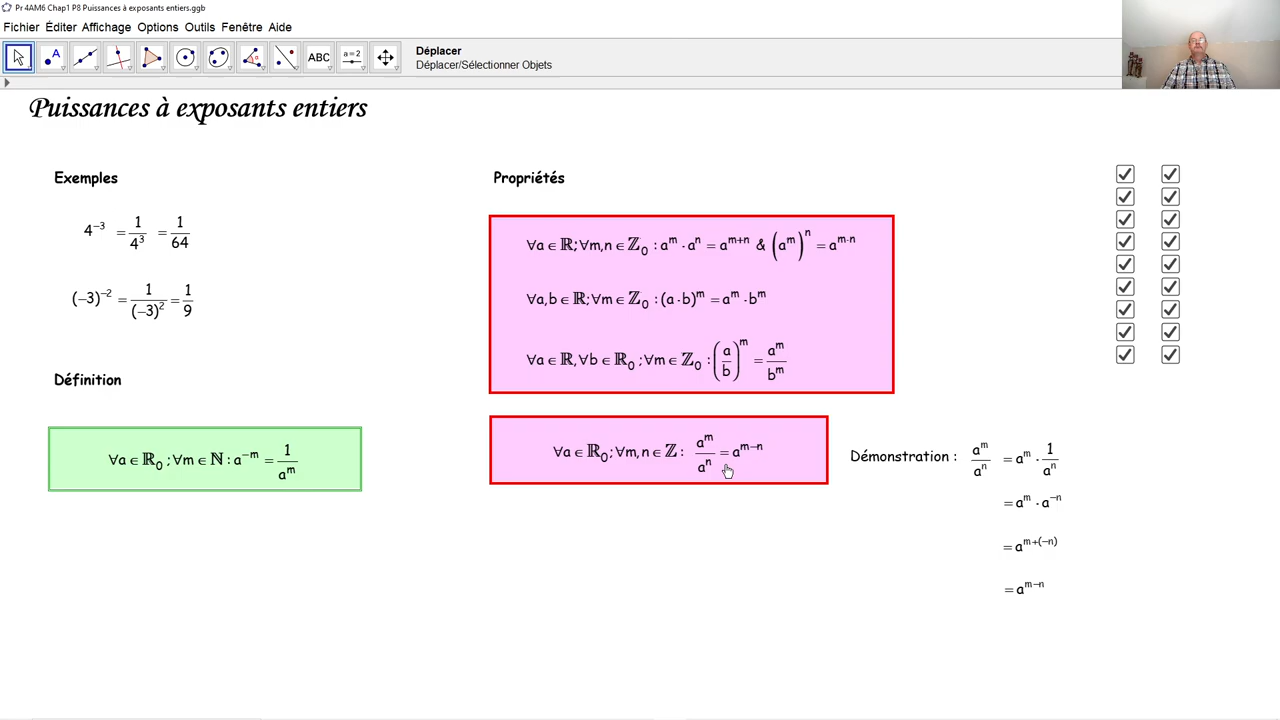 Pr 4AM6 Chap1 P8 Puissances à exposants entiers.ggb
Fichier Éditer Affichage Options Outils Fenêtre Aide
A ABC a=2 Déplacer
Déplacer/Sélectionner Objets
Puissances à exposants entiers
Exemples
4⁻³ = 1/4³ = 1/64
(−3)⁻² = 1/(−3)² = 1/9
Définition
∀a ∈ ℝ₀ ; ∀m ∈ ℕ : a⁻ᵐ = 1/aᵐ
Propriétés
∀a ∈ ℝ; ∀m,n ∈ ℤ₀ : aᵐ · aⁿ = aᵐ⁺ⁿ & (aᵐ)ⁿ = aᵐ·ⁿ
∀a,b ∈ ℝ; ∀m ∈ ℤ₀ : (a · b)ᵐ = aᵐ · bᵐ
∀a ∈ ℝ, ∀b ∈ ℝ₀ ; ∀m ∈ ℤ₀ : (a/b)ᵐ = aᵐ/bᵐ
∀a ∈ ℝ₀; ∀m, n ∈ ℤ : aᵐ/aⁿ = aᵐ⁻ⁿ
Démonstration : aᵐ/aⁿ = aᵐ · 1/aⁿ
= aᵐ · a⁻ⁿ
= aᵐ⁺⁽⁻ⁿ⁾
= aᵐ⁻ⁿ